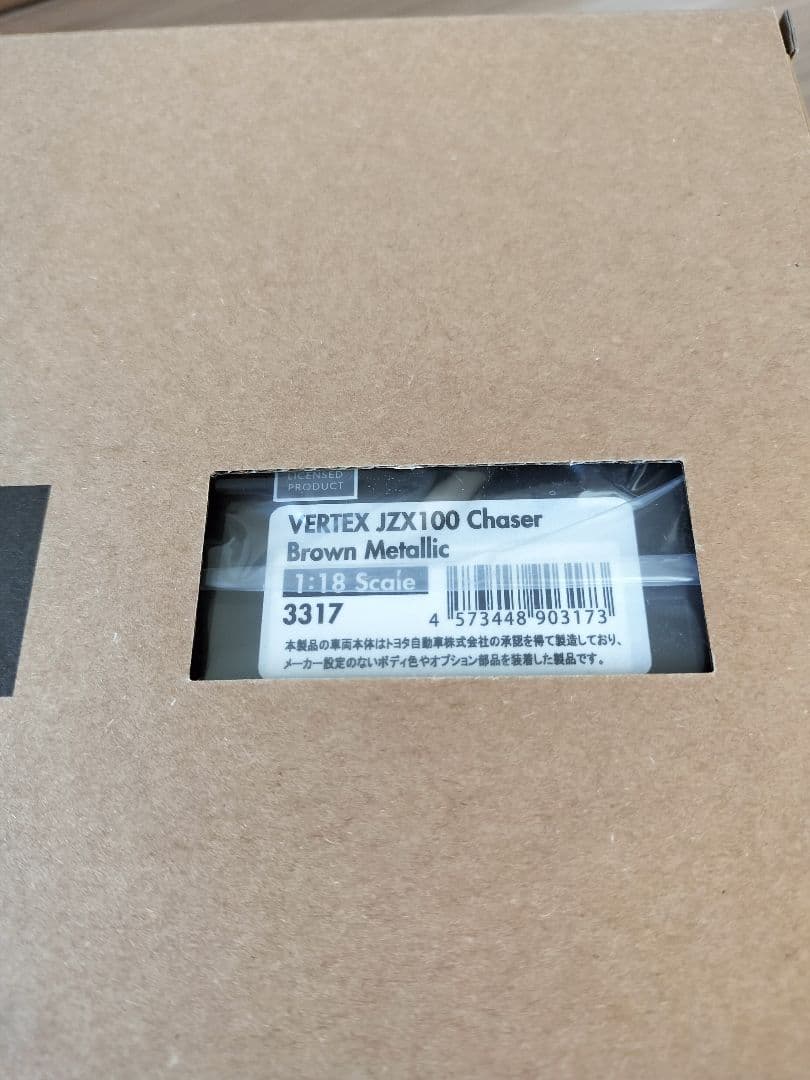 LICENSED
PRODUCT
VERTEX JZX100 Chaser
Brown Metallic
1:18 Scale
3317
4 573448 903173
本製品の車両本体はトヨタ自動車株式会社の承認を得て製造しており、
メーカー設定のないボディ色やオプション部品を装着した製品です。